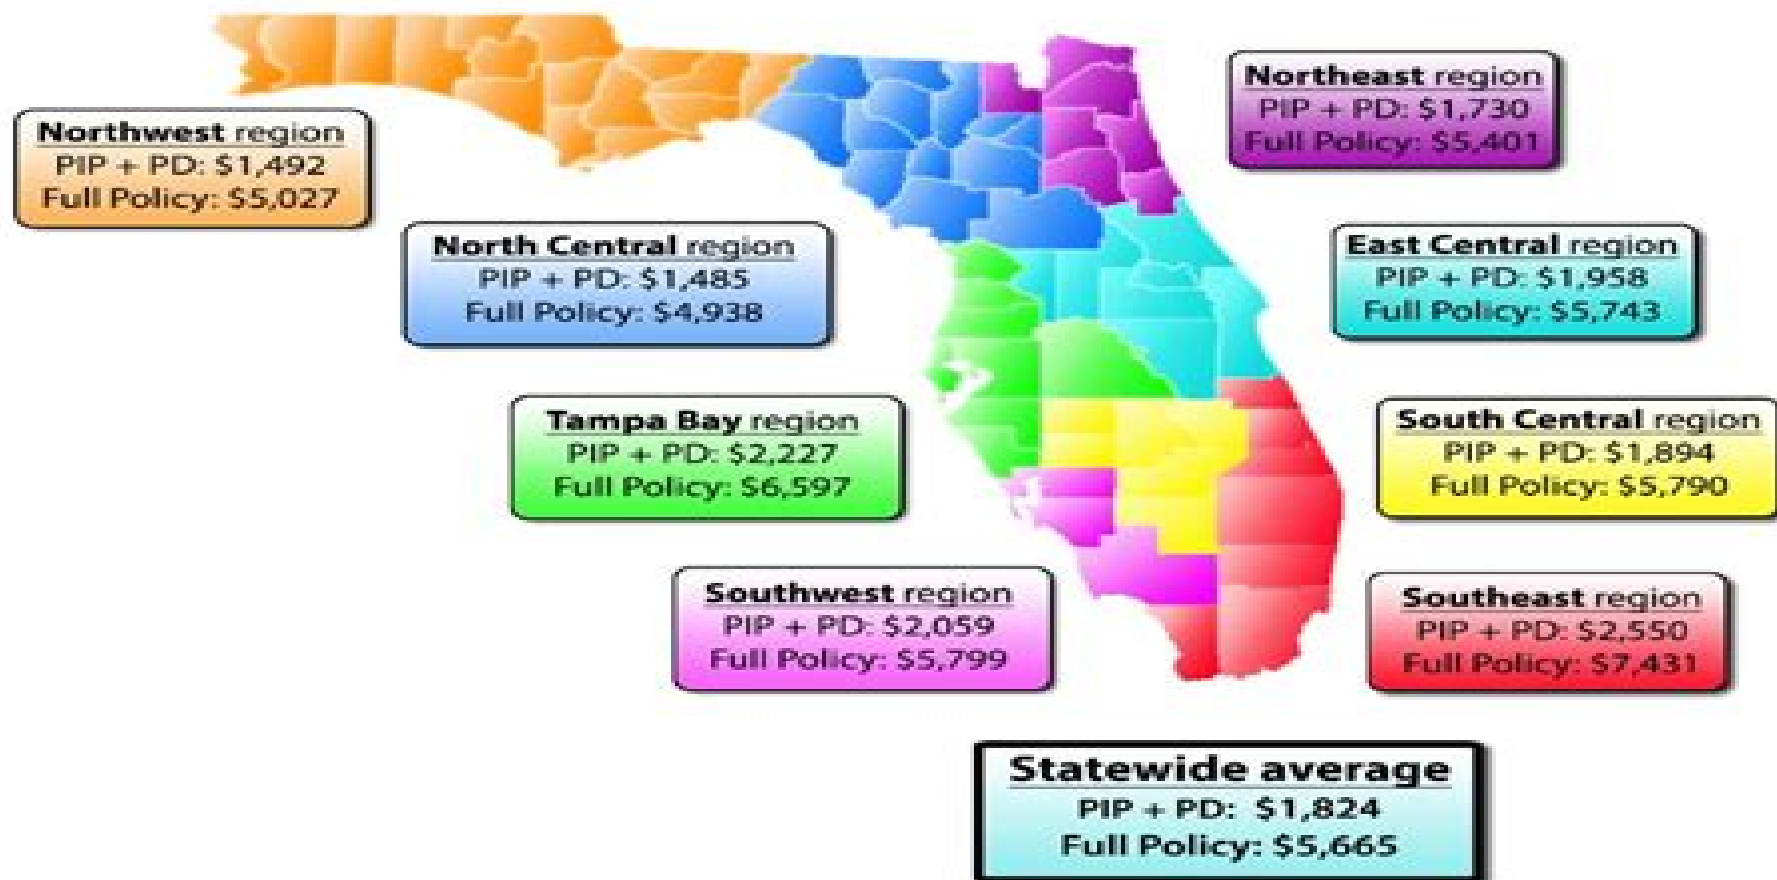 Northwest region
PIP + PD: $1,492
Full Policy: $5,027
North Central region
PIP + PD: $1,485
Full Policy: $4,938
Tampa Bay region
PIP + PD: $2,227
Full Policy: $6,597
Southwest region
PIP + PD: $2,059
Full Policy: $5,799
Northeast region
PIP + PD: $1,730
Full Policy: $5,401
East Central region
PIP + PD: $1,958
Full Policy: $5,743
South Central region
PIP + PD: $1,894
Full Policy: $5,790
Southeast region
PIP + PD: $2,550
Full Policy: $7,431
Statewide average
PIP + PD: $1,824
Full Policy: $5,665